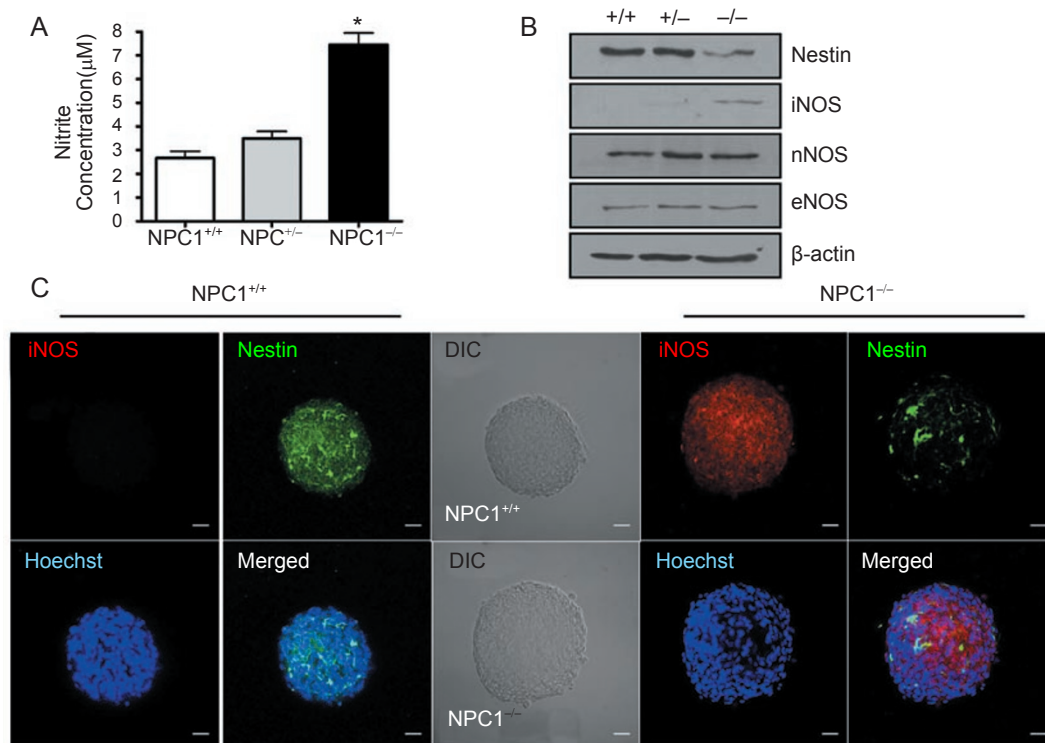 A
Nitrite
Concentration(μM)
8
7
6
5
4
3
2
1
0
*
NPC1+/+
NPC+/–
NPC1–/–
B
+/+ +/– –/–
Nestin
iNOS
nNOS
eNOS
β-actin
C
NPC1+/+
NPC1–/–
iNOS
Nestin
DIC
NPC1+/+
iNOS
Nestin
Hoechst
Merged
DIC
NPC1–/–
Hoechst
Merged